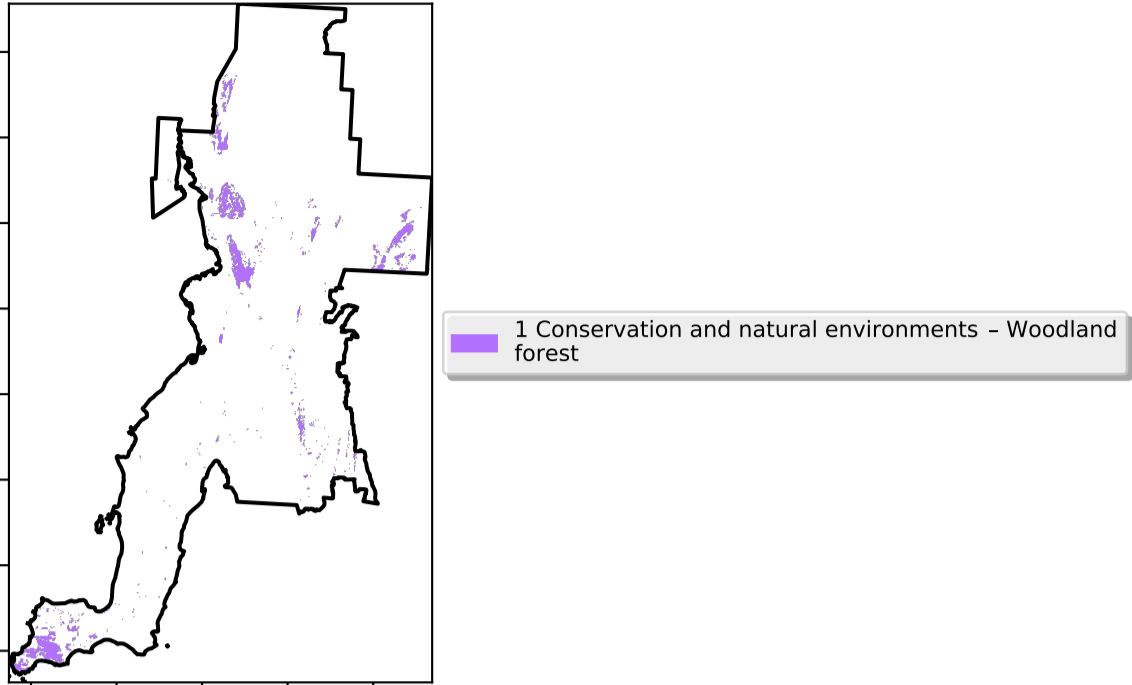 1 Conservation and natural environments – Woodland
forest